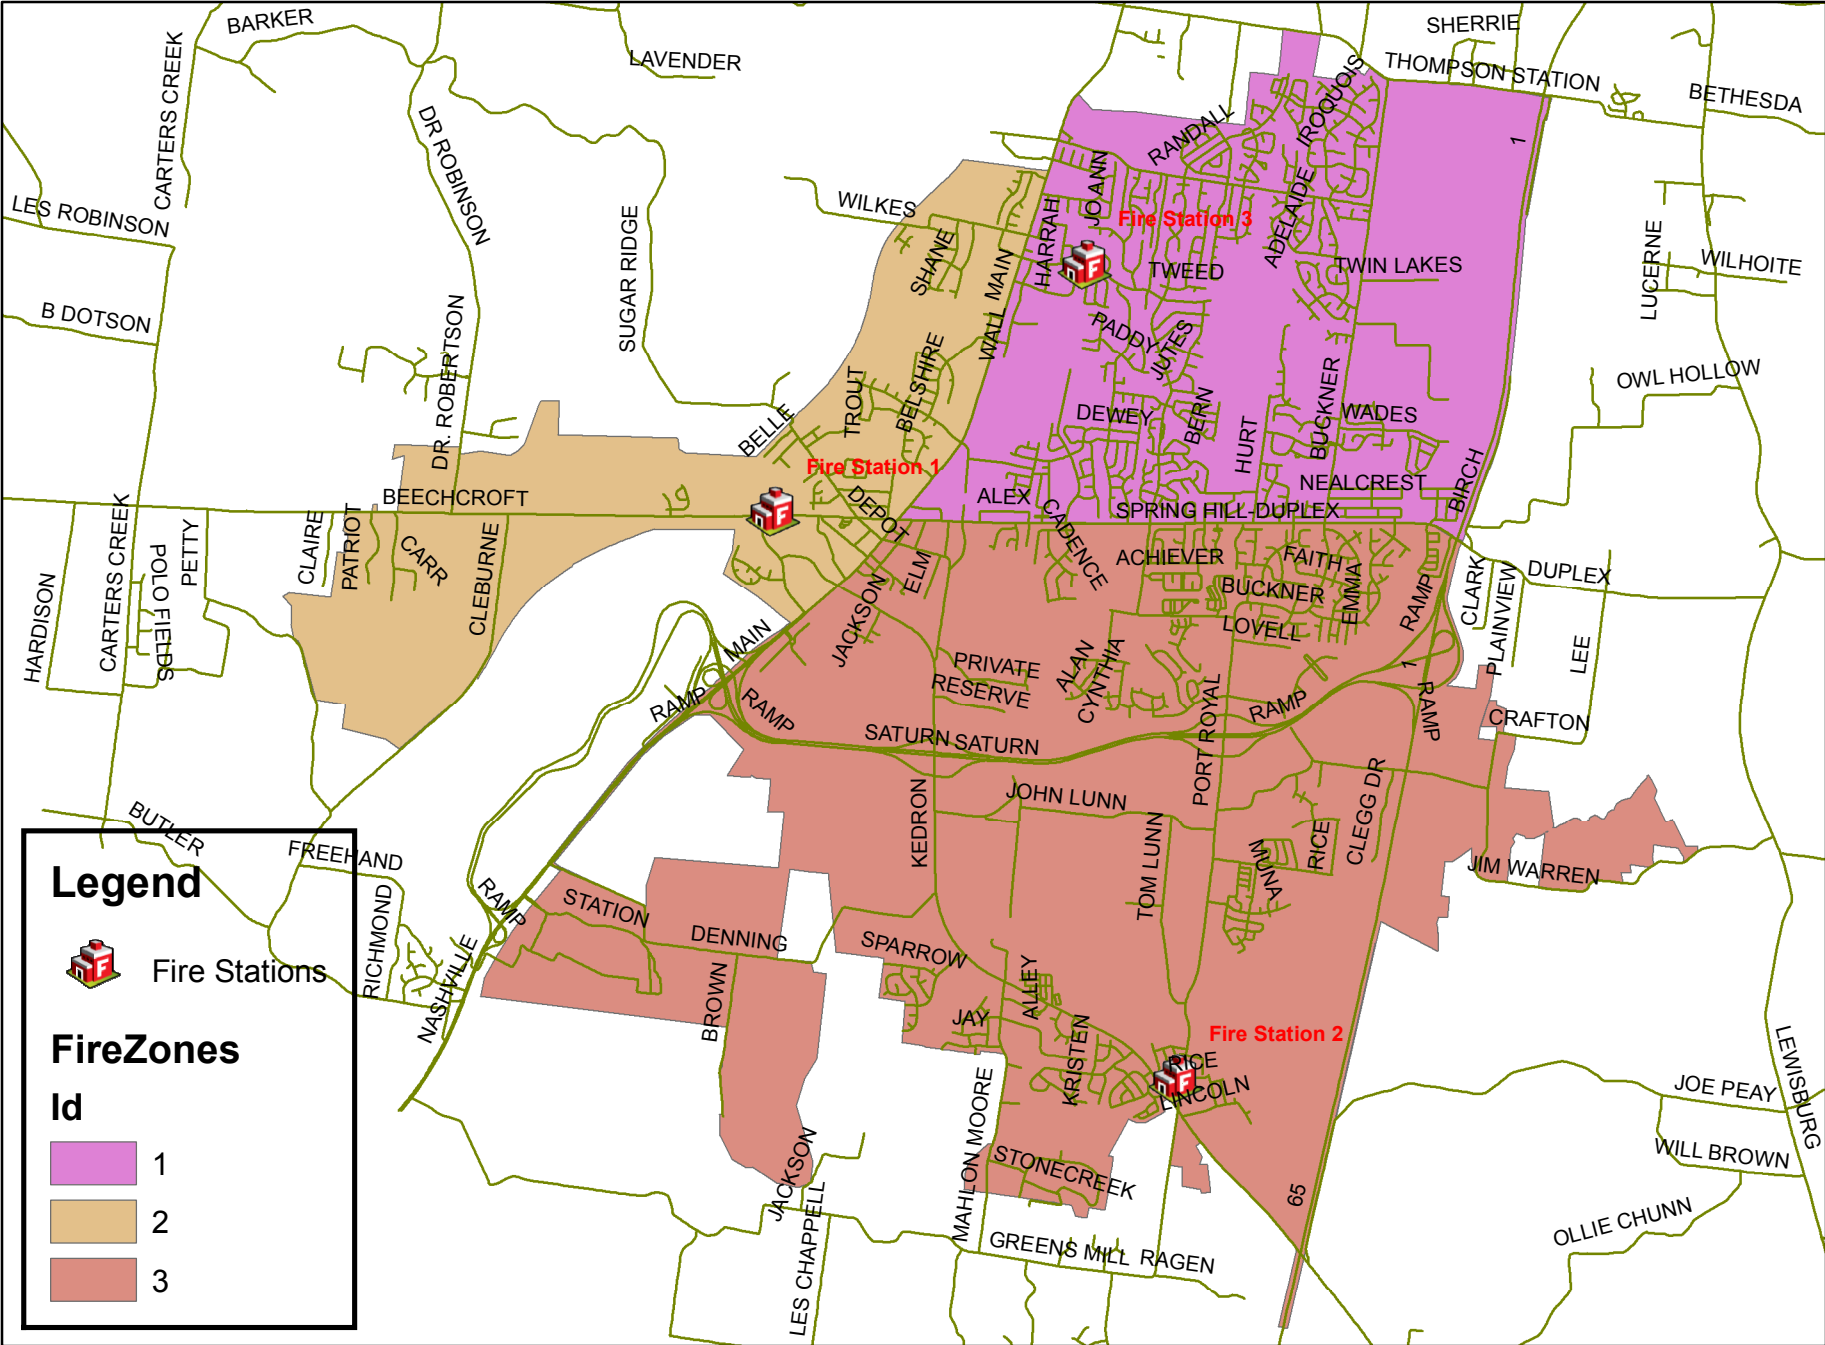 BARKER
SHERRIE
LAVENDER
THOMPSON STATION
BETHESDA
CARTERS CREEK
DR ROBINSON
IROQUOIS
RANDALL
1
JO ANN
LES ROBINSON
WILKES
Fire Station 3
ADELAIDE
HARRAH
SHANE
TWEED
TWIN LAKES
LUCERNE
WILHOITE
SUGAR RIDGE
WALL MAIN
B DOTSON
DR. ROBERTSON
PADDY
JUTES
OWL HOLLOW
TROUT
BELSHIRE
BELLE
DEWEY
BERN
HURT
BUCKNER
WADES
Fire Station 1
BEECHCROFT
DEPOT
ALEX
NEALCREST
BIRCH
SPRING HILL-DUPLEX
CARTERS CREEK
PETTY
CLAIRE
PATRIOT
CARR
CLEBURNE
ELM
CADENCE
ACHIEVER
FAITH
BUCKNER
EMMA
RAMP
CLARK
PLAINVIEW
DUPLEX
HARDISON
POLO FIELDS
JACKSON
LOVELL
LEE
MAIN
PRIVATE
RESERVE
ALAN
CYNTHIA
1
RAMP
RAMP
RAMP
PORT ROYAL
RAMP
CRAFTON
SATURN SATURN
KEDRON
JOHN LUNN
CLEGG DR
BUTLER
FREEHAND
TOM LUNN
MUNA
RICE
JIM WARREN
Legend
RICHMOND
RAMP
STATION
DENNING
SPARROW
Fire Stations
NASHVILLE
BROWN
ALLEY
JAY
KRISTEN
Fire Station 2
FireZones
RICE
LINCOLN
JOE PEAY
LEWISBURG
Id
1
2
3
JACKSON
MAHLON MOORE
STONECREEK
WILL BROWN
65
LES CHAPPELL
GREENS MILL RAGEN
OLLIE CHUNN